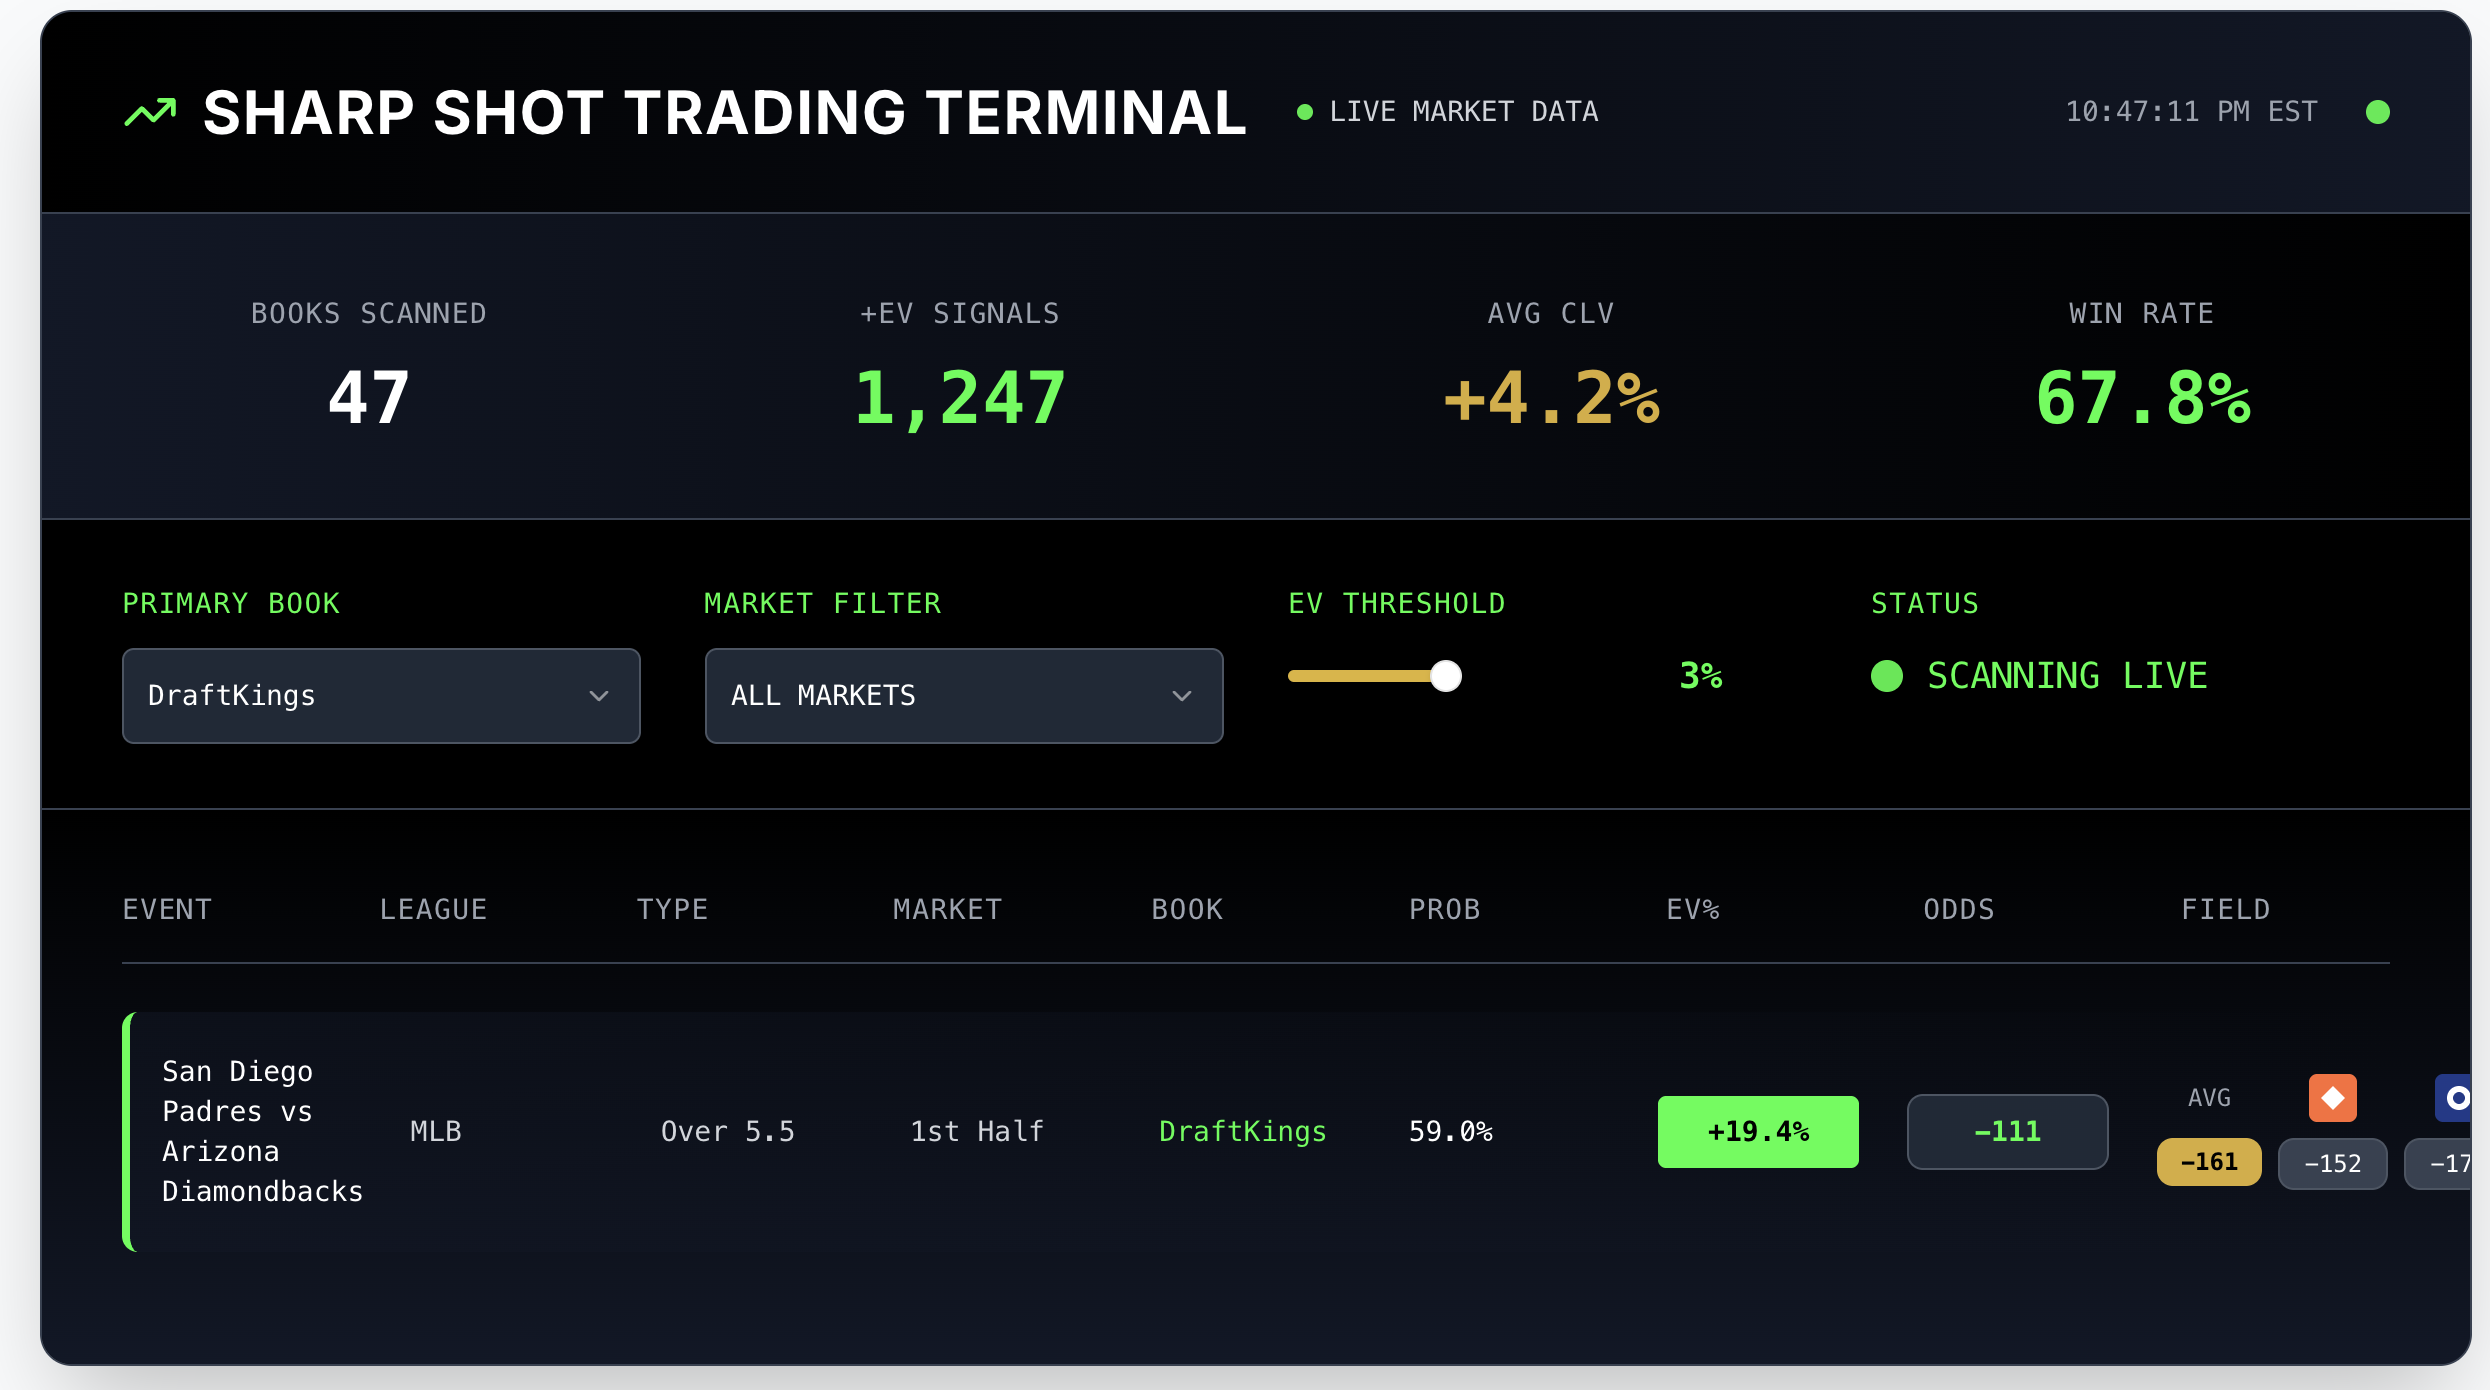 SHARP SHOT TRADING TERMINAL
LIVE MARKET DATA
10:47:11 PM EST
BOOKS SCANNED
+EV SIGNALS
AVG CLV
WIN RATE
47
1,247
+4.2%
67.8%
PRIMARY BOOK
MARKET FILTER
EV THRESHOLD
STATUS
DraftKings
ALL MARKETS
3%
SCANNING LIVE
EVENT
LEAGUE
TYPE
MARKET
BOOK
PROB
EV%
ODDS
FIELD
San Diego
Padres vs
Arizona
Diamondbacks
MLB
Over 5.5
1st Half
DraftKings
59.0%
+19.4%
-111
AVG
-161
-152